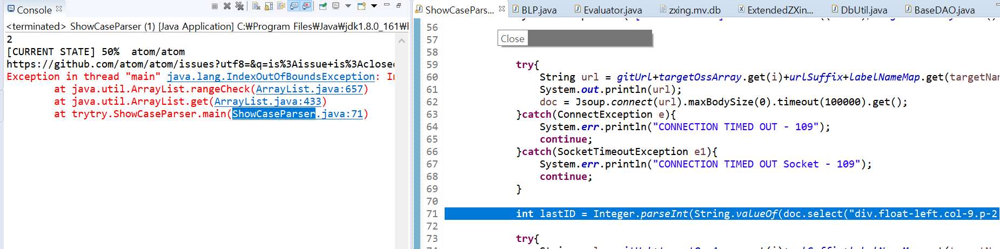 Console
<terminated> ShowCaseParser (1) [Java Application] C:₩Program Files₩Java₩jdk1.8.0_161₩
2
[CURRENT STATE] 50%  atom/atom
https://github.com/atom/atom/issues?utf8=&q=is%3Aissue+is%3Aclosed
Exception in thread "main" java.lang.IndexOutOfBoundsException: In
at java.util.ArrayList.rangeCheck(ArrayList.java:657)
at java.util.ArrayList.get(ArrayList.java:433)
at trytry.ShowCaseParser.main(ShowCaseParser.java:71)
ShowCasePars... BLP.java Evaluator.java zxing.mv.db ExtendedZXin... DbUtil.java BaseDAO.java
56
57
Close
58
59 try{
60 String url = gitUrl+targetOssArray.get(i)+urlSuffix+labelNameMap.get(targetNam
61 System.out.println(url);
62 doc = Jsoup.connect(url).maxBodySize(0).timeout(100000).get();
63 }catch(ConnectException e){
64 System.err.println("CONNECTION TIMED OUT - 109");
65 continue;
66 }catch(SocketTimeoutException e1){
67 System.err.println("CONNECTION TIMED OUT Socket - 109");
68 continue;
69 }
70
71 int lastID = Integer.parseInt(String.valueOf(doc.select("div.float-left.col-9.p-2
72
73 try{